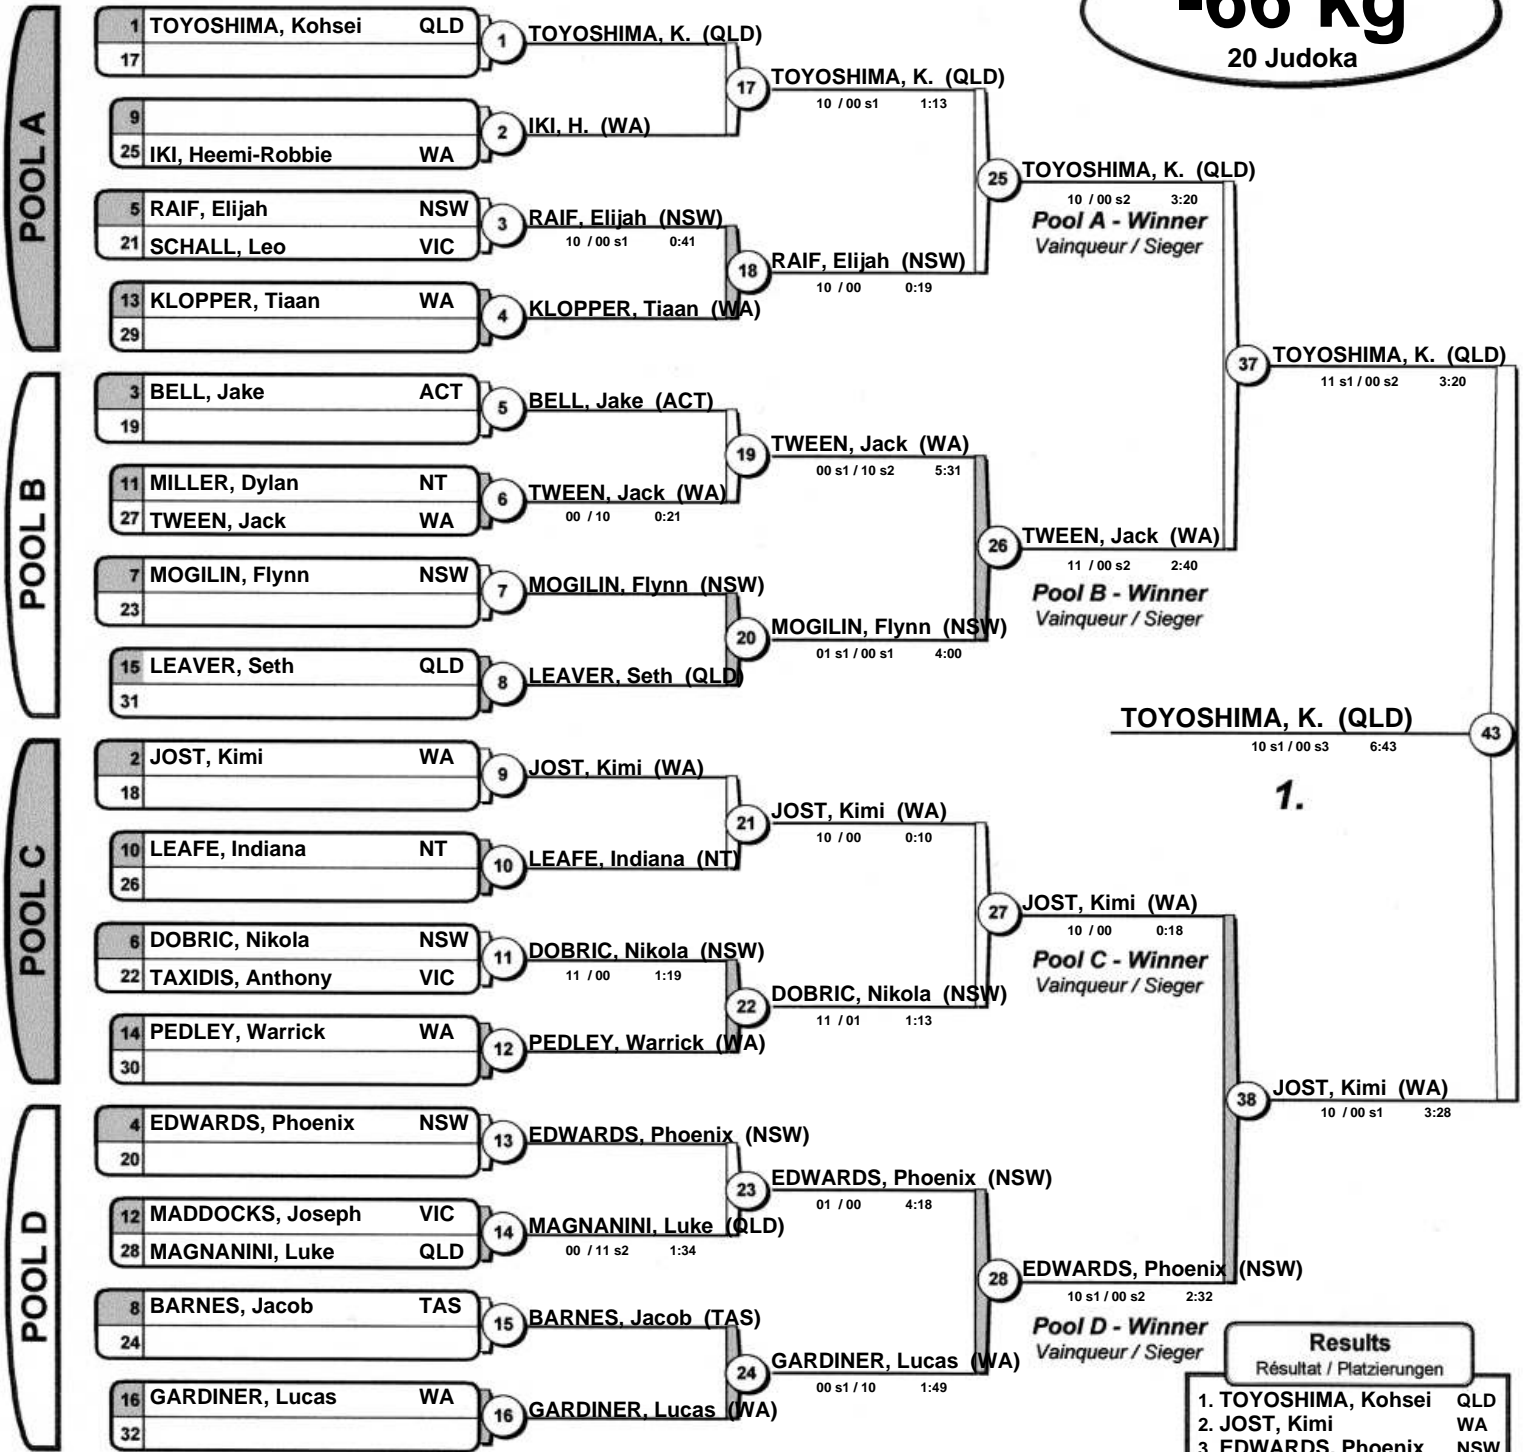 -66 kg
20 Judoka
POOL A
1 TOYOSHIMA, Kohsei QLD
17
1
TOYOSHIMA, K. (QLD)
9
25 IKI, Heemi-Robbie WA
2
IKI, H. (WA)
17
TOYOSHIMA, K. (QLD)
10 / 00 s1 1:13
5 RAIF, Elijah NSW
21 SCHALL, Leo VIC
3
RAIF, Elijah (NSW)
10 / 00 s1 0:41
13 KLOPPER, Tiaan WA
29
4
KLOPPER, Tiaan (WA)
18
RAIF, Elijah (NSW)
10 / 00 0:19
25
TOYOSHIMA, K. (QLD)
10 / 00 s2 3:20
Pool A - Winner
Vainqueur / Sieger
POOL B
3 BELL, Jake ACT
19
5
BELL, Jake (ACT)
11 MILLER, Dylan NT
27 TWEEN, Jack WA
6
TWEEN, Jack (WA)
00 / 10 0:21
19
TWEEN, Jack (WA)
00 s1 / 10 s2 5:31
7 MOGILIN, Flynn NSW
23
7
MOGILIN, Flynn (NSW)
15 LEAVER, Seth QLD
31
8
LEAVER, Seth (QLD)
20
MOGILIN, Flynn (NSW)
01 s1 / 00 s1 4:00
26
TWEEN, Jack (WA)
11 / 00 s2 2:40
Pool B - Winner
Vainqueur / Sieger
37
TOYOSHIMA, K. (QLD)
11 s1 / 00 s2 3:20
TOYOSHIMA, K. (QLD)
43
10 s1 / 00 s3 6:43
1.
POOL C
2 JOST, Kimi WA
18
9
JOST, Kimi (WA)
10 LEAFE, Indiana NT
26
10
LEAFE, Indiana (NT)
21
JOST, Kimi (WA)
10 / 00 0:10
6 DOBRIC, Nikola NSW
22 TAXIDIS, Anthony VIC
11
DOBRIC, Nikola (NSW)
11 / 00 1:19
14 PEDLEY, Warrick WA
30
12
PEDLEY, Warrick (WA)
22
DOBRIC, Nikola (NSW)
11 / 01 1:13
27
JOST, Kimi (WA)
10 / 00 0:18
Pool C - Winner
Vainqueur / Sieger
POOL D
4 EDWARDS, Phoenix NSW
20
13
EDWARDS, Phoenix (NSW)
12 MADDOCKS, Joseph VIC
28 MAGNANINI, Luke QLD
14
MAGNANINI, Luke (QLD)
00 / 11 s2 1:34
23
EDWARDS, Phoenix (NSW)
01 / 00 4:18
8 BARNES, Jacob TAS
24
15
BARNES, Jacob (TAS)
16 GARDINER, Lucas WA
32
16
GARDINER, Lucas (WA)
24
GARDINER, Lucas (WA)
00 s1 / 10 1:49
28
EDWARDS, Phoenix (NSW)
10 s1 / 00 s2 2:32
Pool D - Winner
Vainqueur / Sieger
38
JOST, Kimi (WA)
10 / 00 s1 3:28
Results
Résultat / Platzierungen
1. TOYOSHIMA, Kohsei QLD
2. JOST, Kimi WA
3. EDWARDS, Phoenix NSW